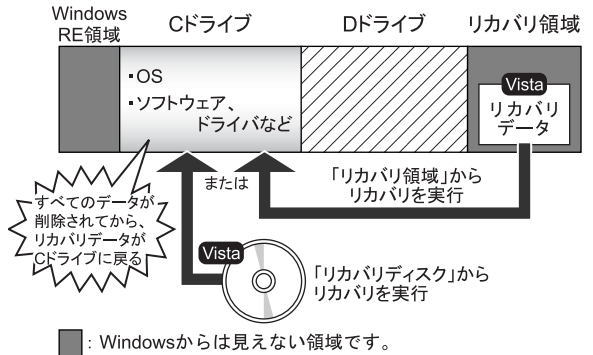 Windows
RE領域
Cドライブ
Dドライブ
リカバリ領域
・OS
・ソフトウェア、
ドライバなど
Vista
リカバリ
データ
または
「リカバリ領域」から
リカバリを実行
すべてのデータが
削除されてから、
リカバリデータが
Cドライブに戻る
Vista
「リカバリディスク」から
リカバリを実行
：Windowsからは見えない領域です。